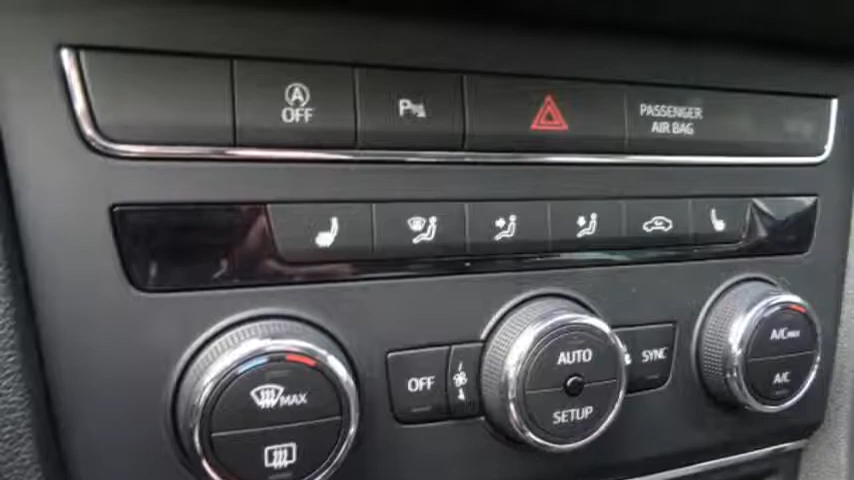 A
OFF
P
PASSENGER
AIR BAG
MAX
OFF
AUTO
SETUP
SYNC
A/C MAX
A/C